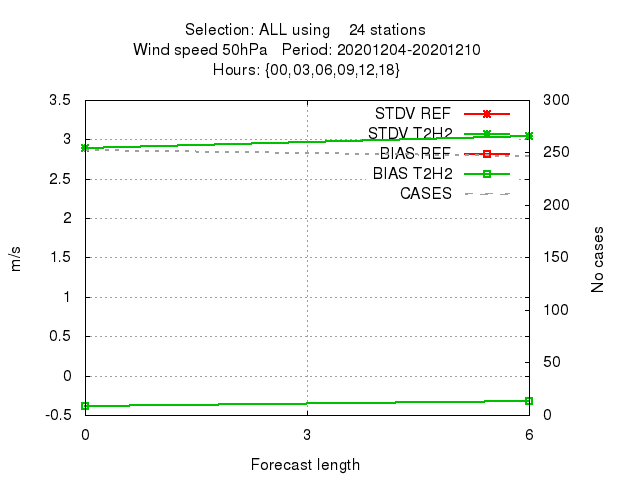 Selection: ALL using    24 stations
Wind speed 50hPa   Period: 20201204-20201210
Hours: {00,03,06,09,12,18}
3.5
3
2.5
2
1.5
1
0.5
0
-0.5
m/s
STDV REF
STDV T2H2
BIAS REF
BIAS T2H2
CASES
300
250
200
150
100
50
0
No cases
0 3 6
Forecast length